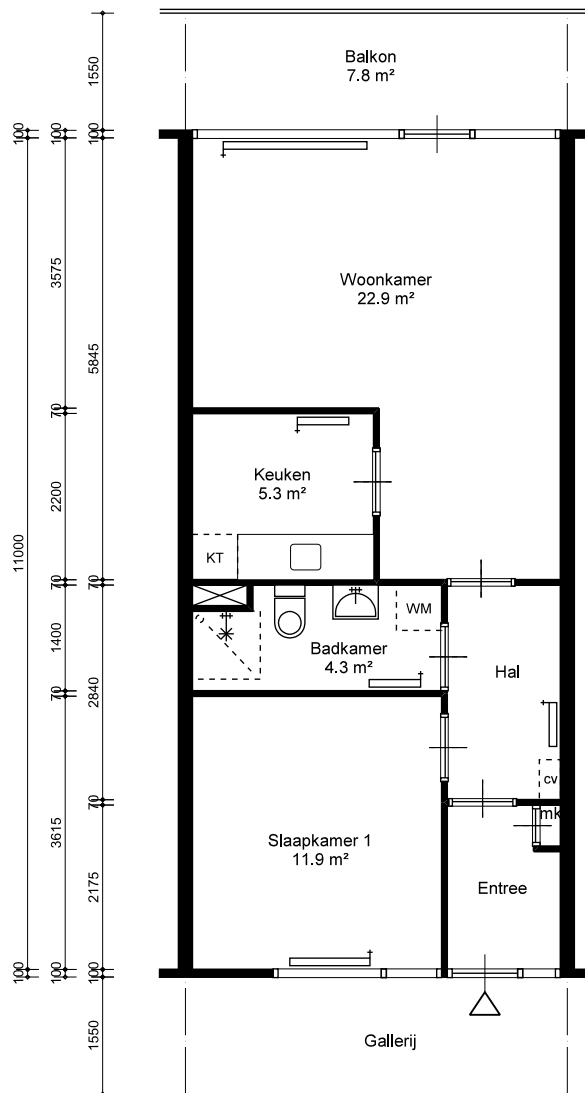 Balkon
7.8 m²
Woonkamer
22.9 m²
Keuken
5.3 m²
KT
WM
Badkamer
4.3 m²
Hal
cv
mk
Slaapkamer 1
11.9 m²
Entree
Gallerij
1550
100
100
100
3575
5845
70
2200
11000
70
70
1400
70
2840
70
3615
2175
100
100
100
1550